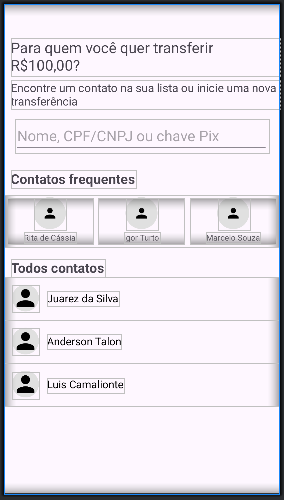 Para quem você quer transferir
R$100,00?
Encontre um contato na sua lista ou inicie uma nova
transferência
Nome, CPF/CNPJ ou chave Pix
Contatos frequentes
Rita de Cássia Igor Turto Marcelo Souza
Todos contatos
Juarez da Silva
Anderson Talon
Luis Camalionte